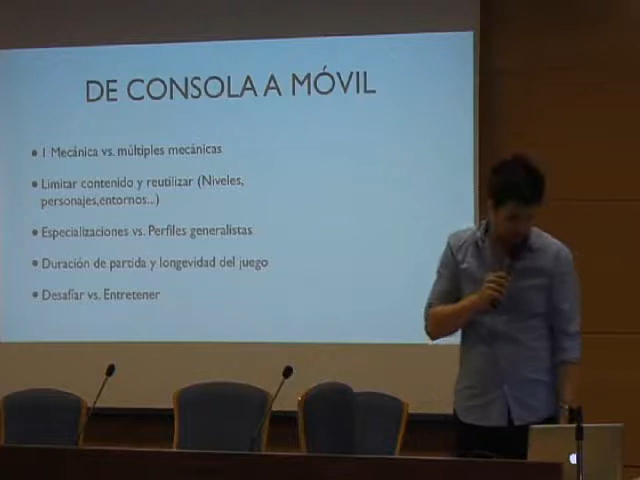 DE CONSOLA A MÓVIL
• 1 Mecánica vs. múltiples mecánicas
• Limitar contenido y reutilizar (Niveles,
personajes,entornos...)
• Especializaciones vs. Perfiles generalistas
• Duración de partida y longevidad del juego
• Desafíar vs. Entretener